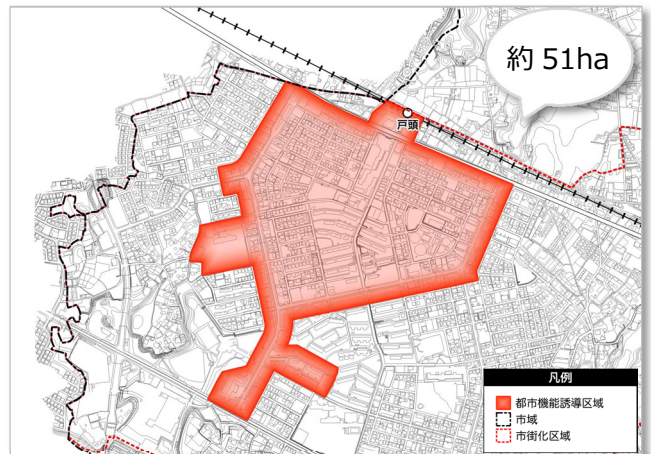 約 51ha
戸頭
凡例
都市機能誘導区域
市域
市街化区域